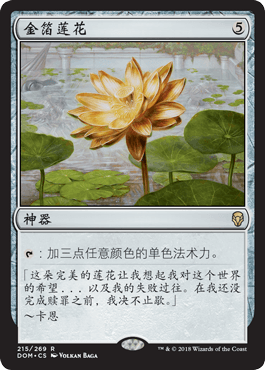 金箔莲花 5
神器
：加三点任意颜色的单色法术力。
「这朵完美的莲花让我想起我对这个世界
的希望．．．以及我的失败过往。在我还没
完成赎罪之前，我决不止歇。」
～卡恩
215/269 R
DOM • CS VOLKAN BAGA
™ & © 2018 Wizards of the Coast